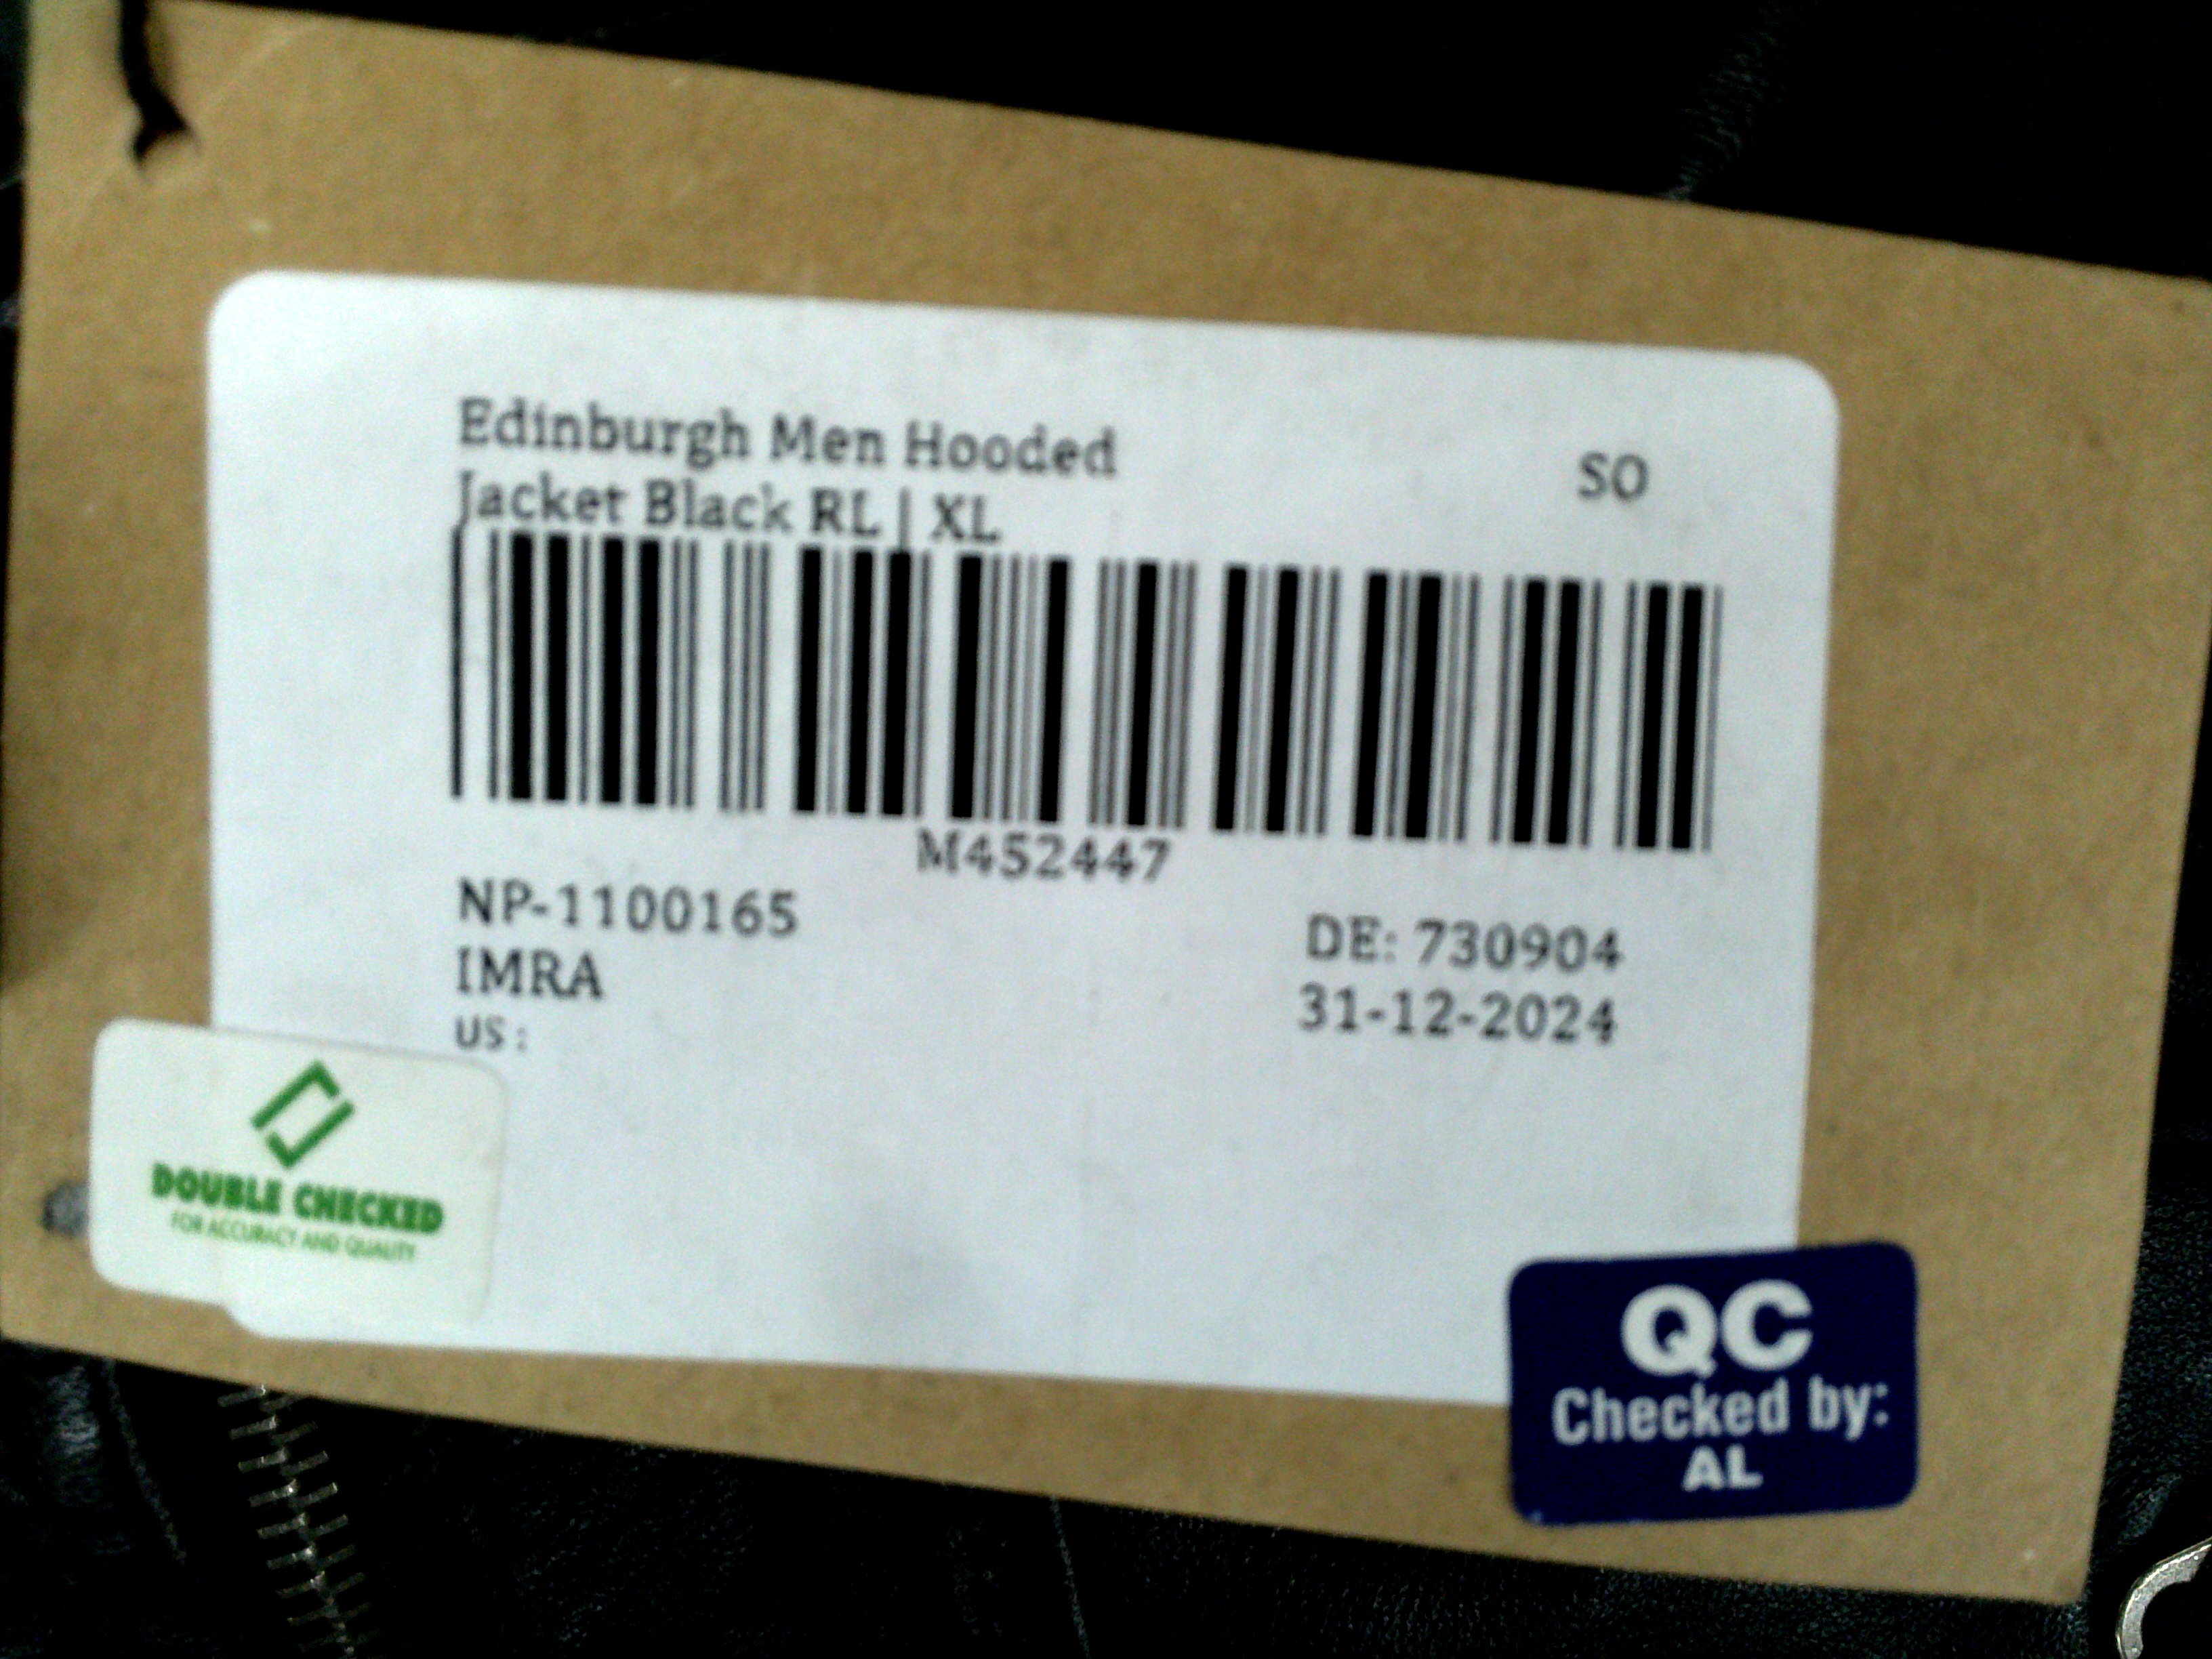 Edinburgh Men Hooded
Jacket Black RL | XL
SO
M452447
NP-1100165
IMRA
US :
DE: 730904
31-12-2024
DOUBLE CHECKED
FOR ACCURACY AND QUALITY
QC
Checked by:
AL